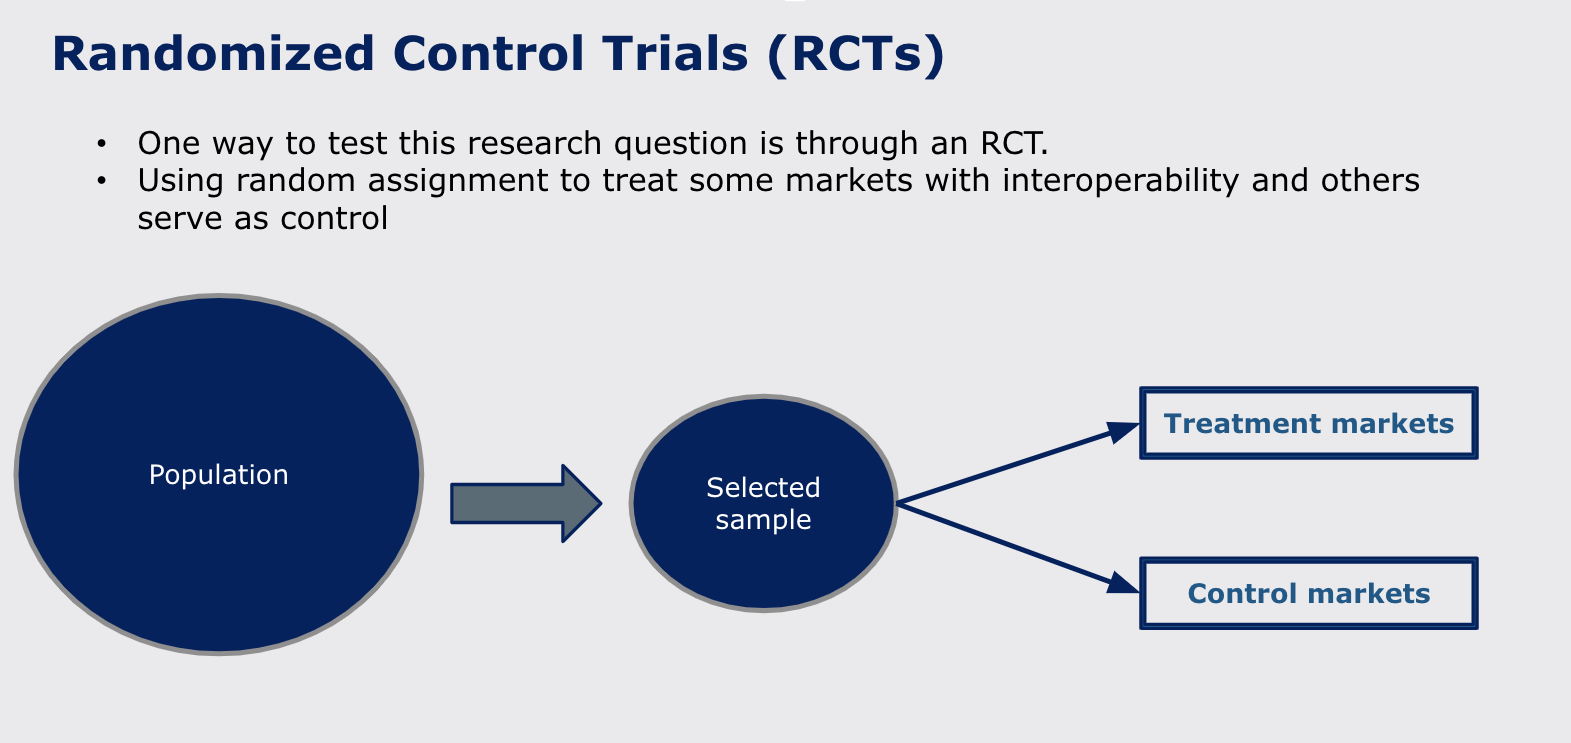 Randomized Control Trials (RCTs)
• One way to test this research question is through an RCT.
• Using random assignment to treat some markets with interoperability and others
serve as control
Population
Selected
sample
Treatment markets
Control markets